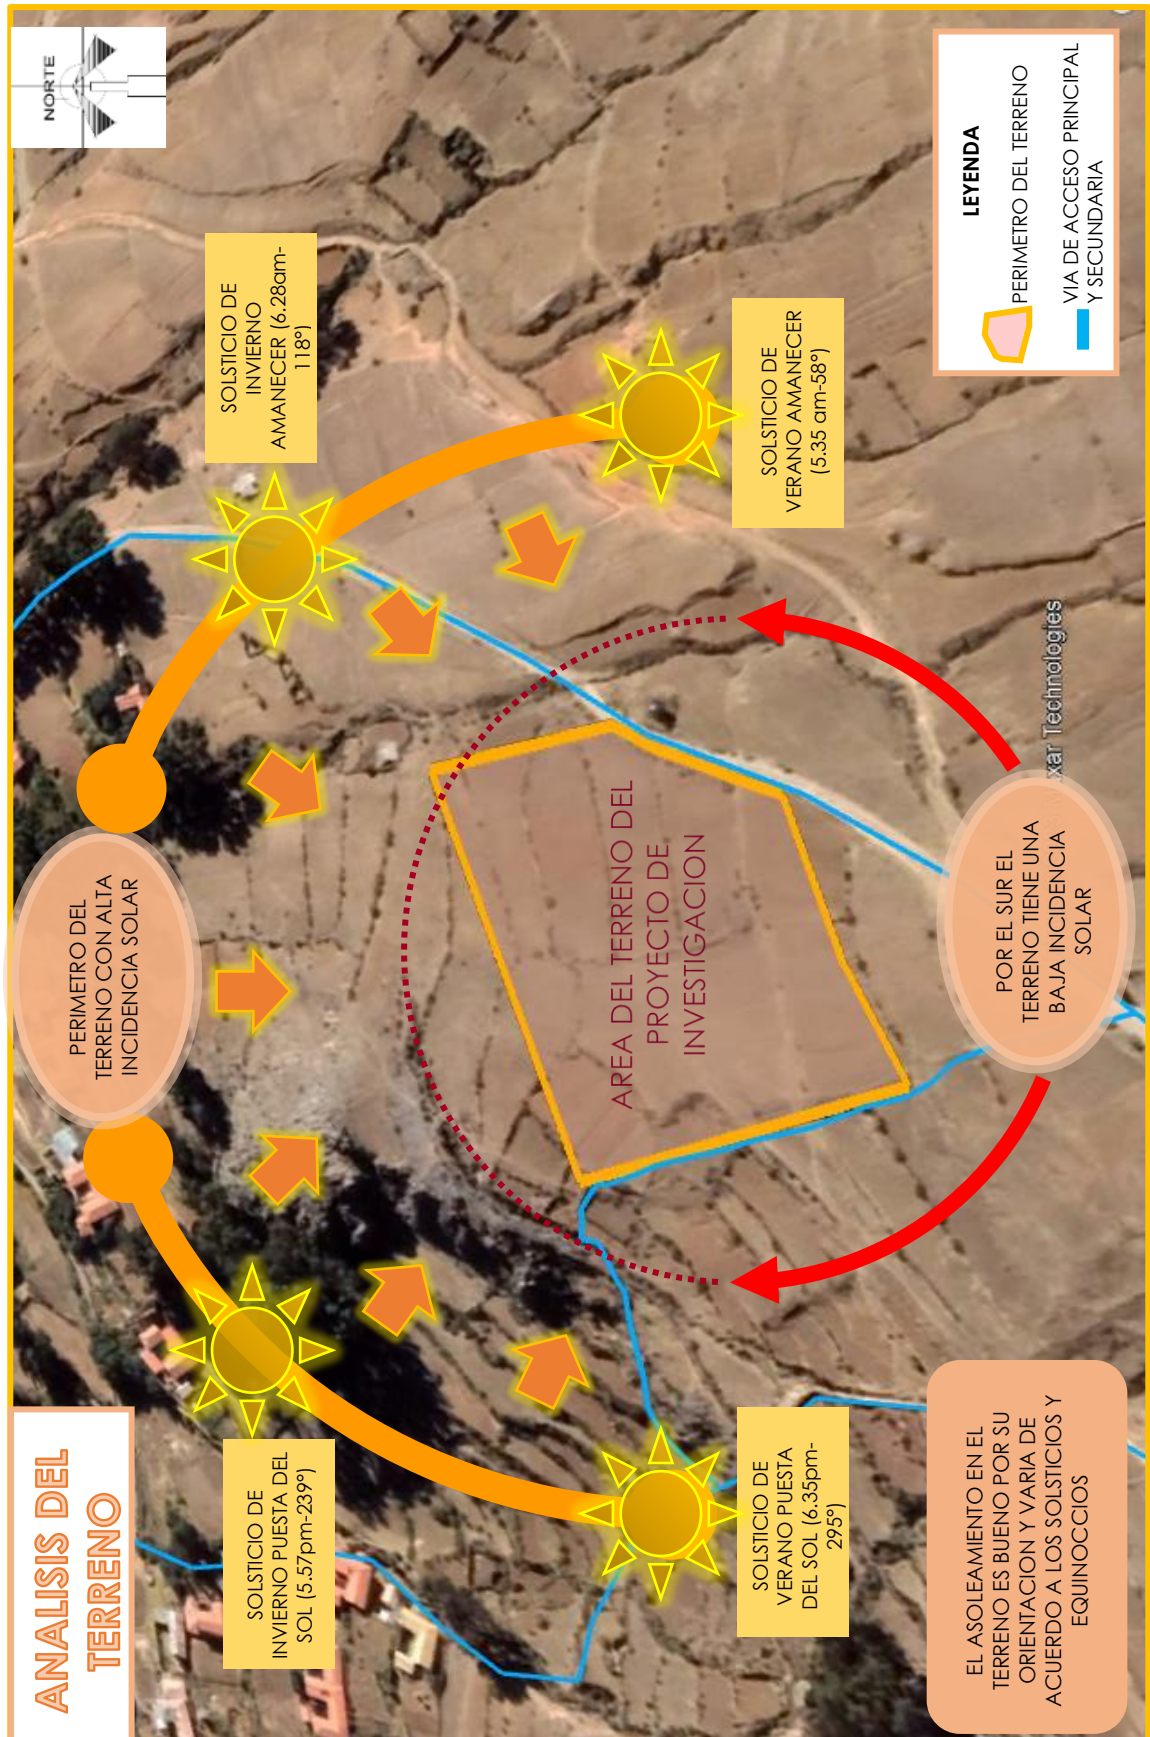 ANALISIS DEL
TERRENO
PERIMETRO DEL
TERRENO CON ALTA
INCIDENCIA SOLAR
NORTE
SOLSTICIO DE
INVIERNO PUESTA DEL
SOL (5.57pm-239°)
SOLSTICIO DE
INVIERNO
AMANECER (6.28am-
118°)
AREA DEL TERRENO DEL
PROYECTO DE
INVESTIGACION
SOLSTICIO DE
VERANO PUESTA
DEL SOL (6.35pm-
295°)
SOLSTICIO DE
VERANO AMANECER
(5.35 am-58°)
EL ASOLEAMIENTO EN EL
TERRENO ES BUENO POR SU
ORIENTACION Y VARIA DE
ACUERDO A LOS SOLSTICIOS Y
EQUINOCCIOS
POR EL SUR EL
TERRENO TIENE UNA
BAJA INCIDENCIA
SOLAR
xar Technologies
LEYENDA
PERIMETRO DEL TERRENO
VIA DE ACCESO PRINCIPAL
Y SECUNDARIA